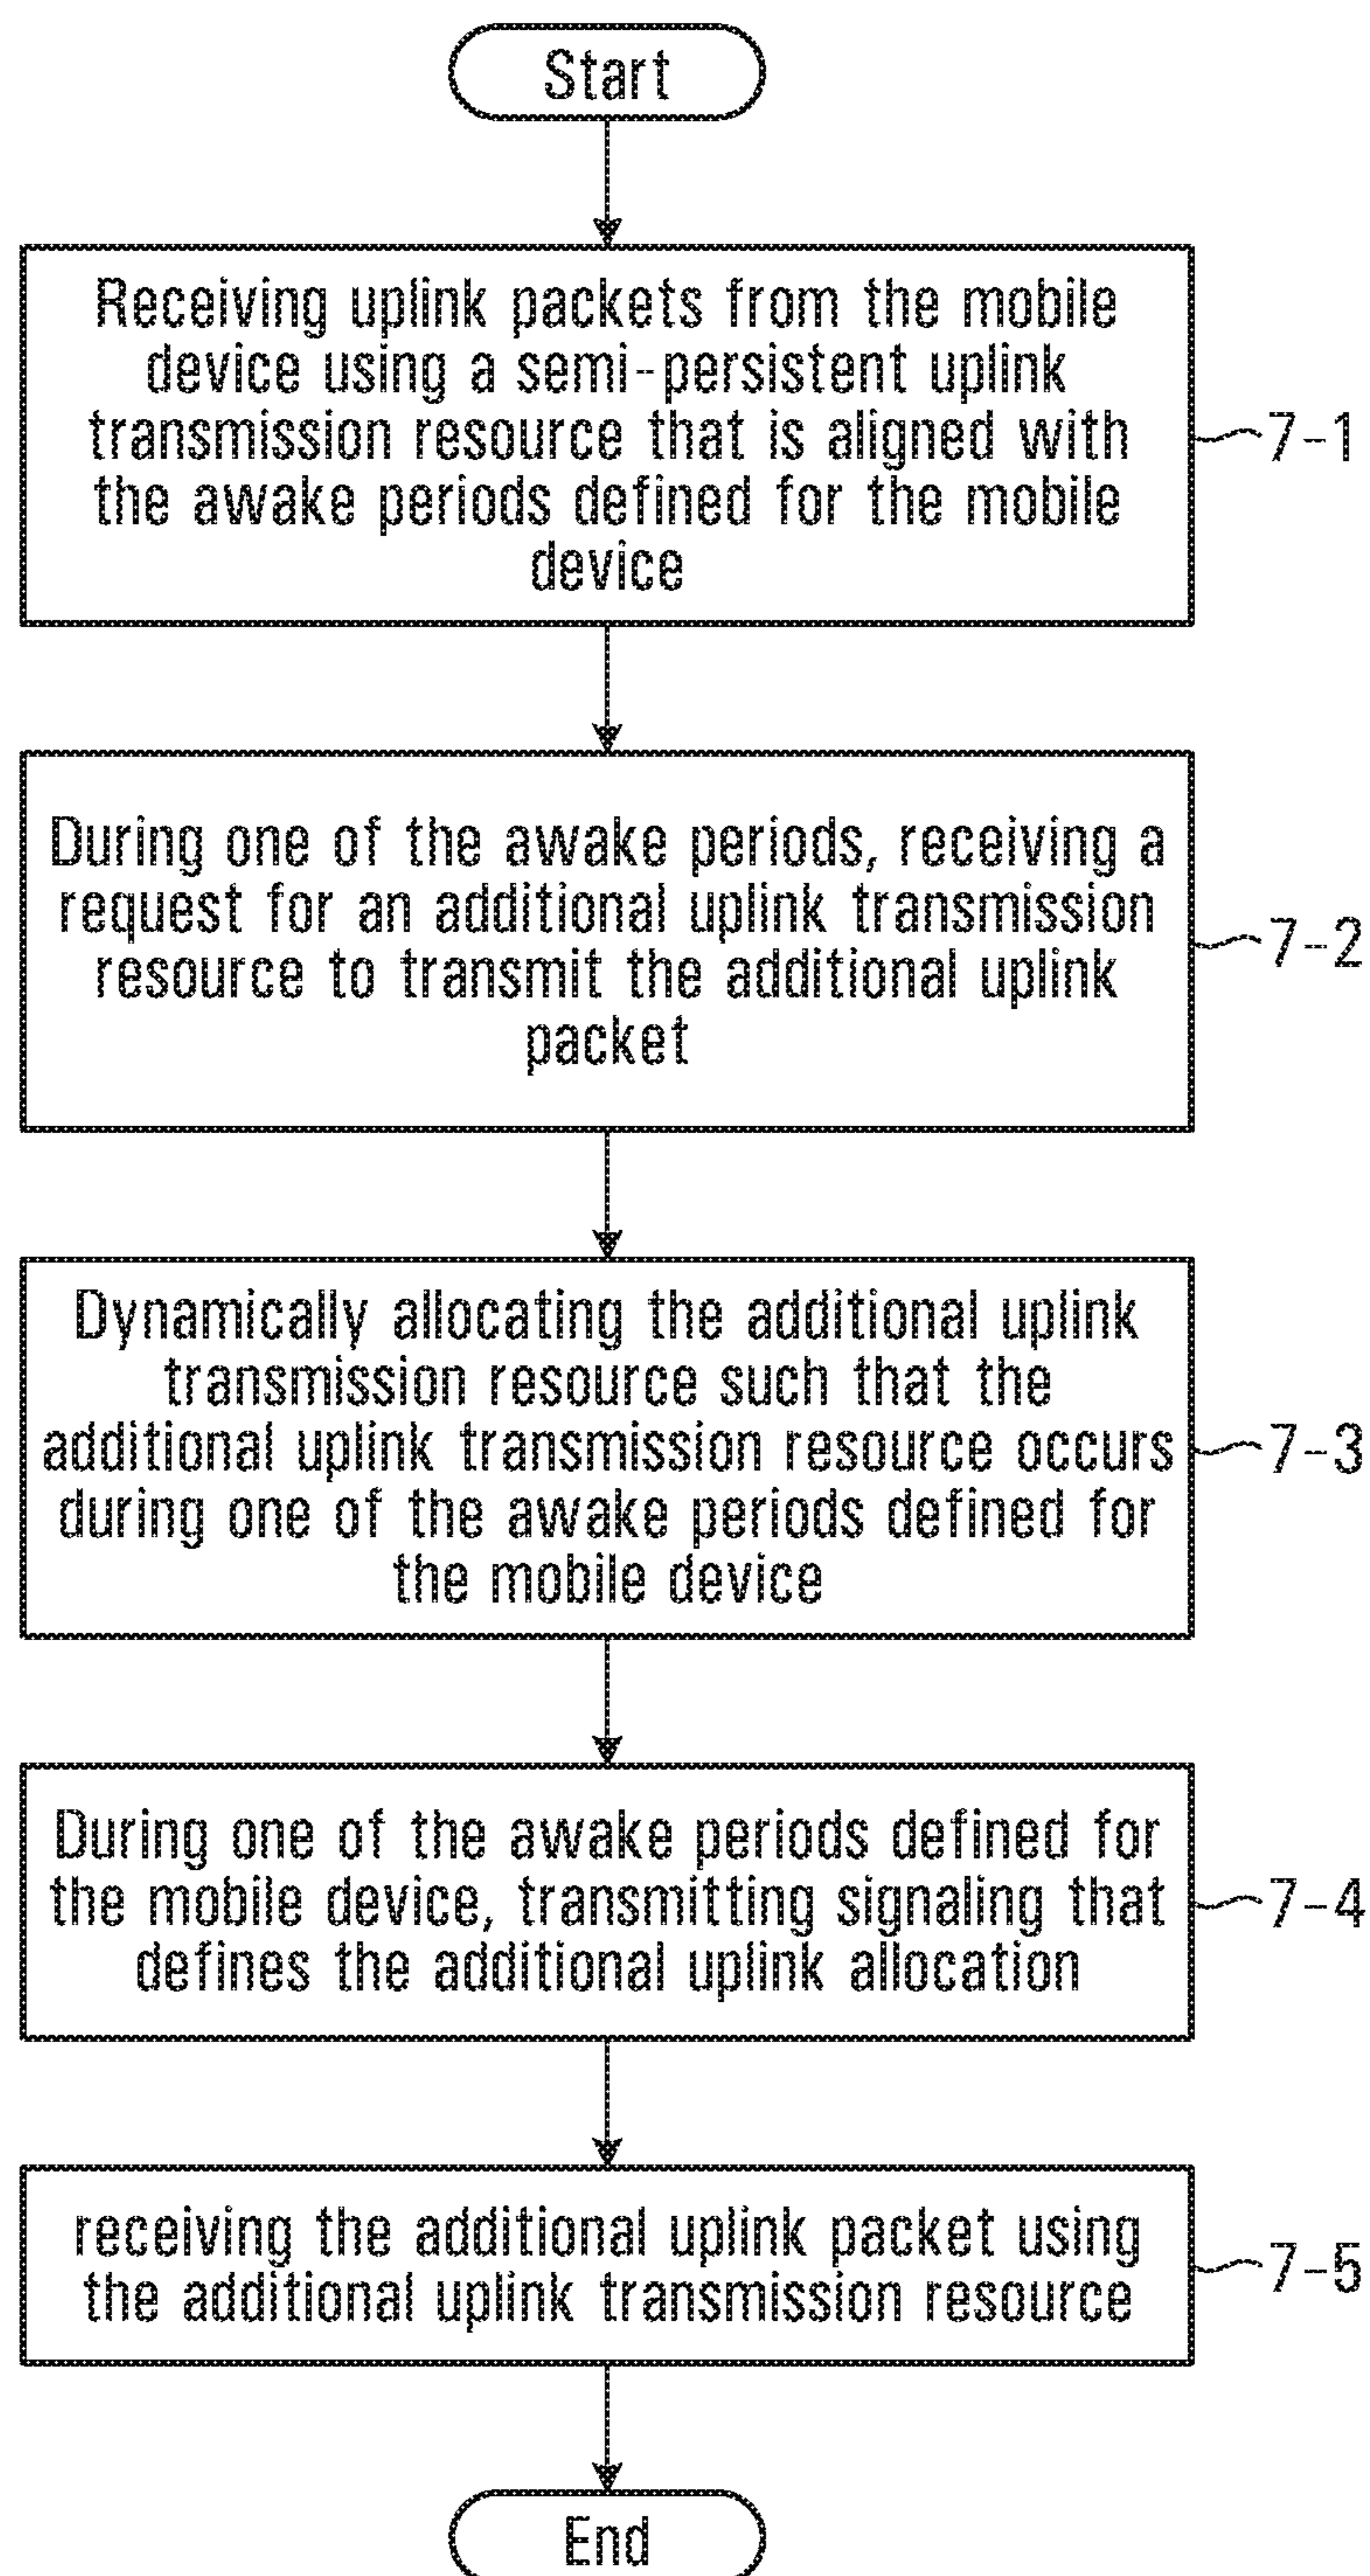 Start
Receiving uplink packets from the mobile
device using a semi-persistent uplink
transmission resource that is aligned with
the awake periods defined for the mobile
device
7-1
During one of the awake periods, receiving a
request for an additional uplink transmission
resource to transmit the additional uplink
packet
7-2
Dynamically allocating the additional uplink
transmission resource such that the
additional uplink transmission resource occurs
during one of the awake periods defined for
the mobile device
7-3
During one of the awake periods defined for
the mobile device, transmitting signaling that
defines the additional uplink allocation
7-4
receiving the additional uplink packet using
the additional uplink transmission resource
7-5
End